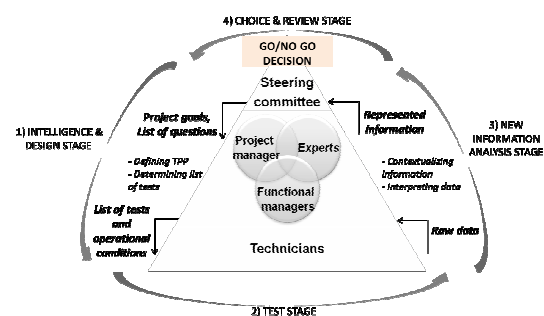 4) CHOICE & REVIEW STAGE
GO/NO GO
DECISION
Steering
committee
Project goals,
List of questions
Represented
Information
1) INTELLIGENCE &
DESIGN STAGE
3) NEW
INFORMATION
ANALYSIS STAGE
Project
manager
Experts
- Defining TPP
- Determining list
of tests
- Contextualizing
information
- Interpreting data
Functional
managers
List of tests
and
operational
conditions
Raw data
Technicians
2) TEST STAGE